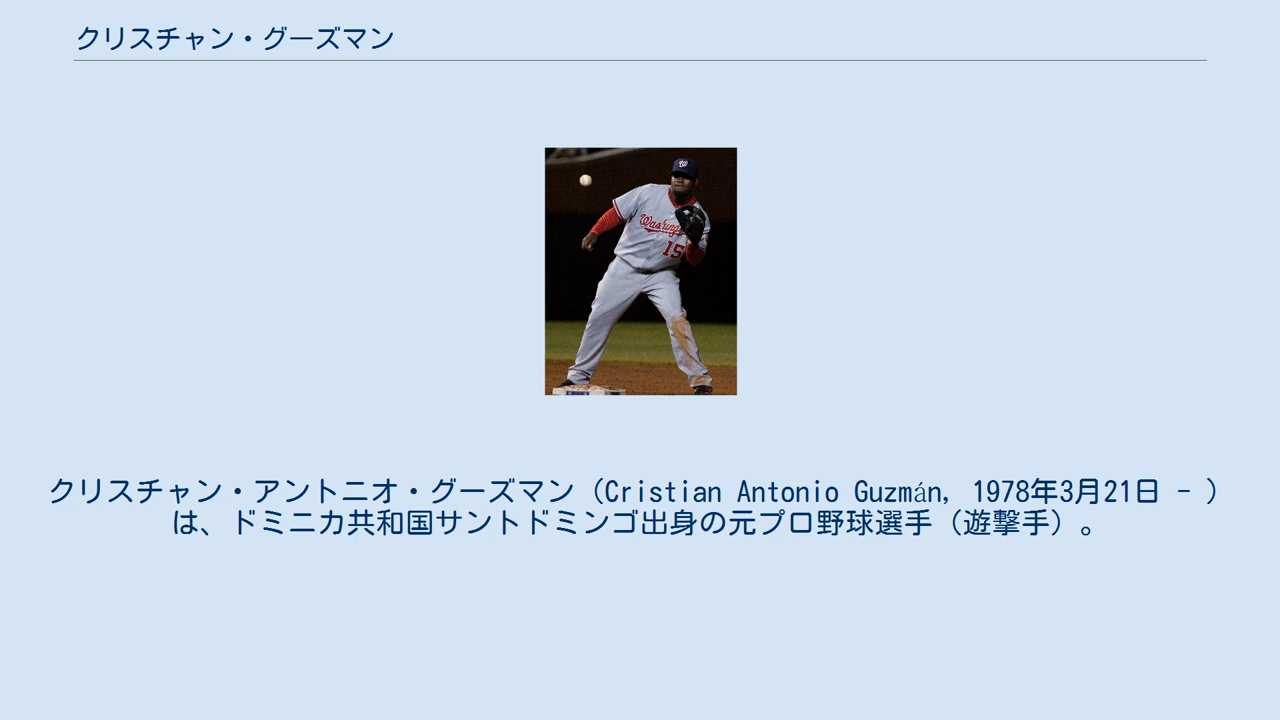 クリスチャン・グーズマン
Washing
15
クリスチャン・アントニオ・グーズマン（Cristian Antonio Guzmán, 1978年3月21日 - ）
は、ドミニカ共和国サントドミンゴ出身の元プロ野球選手（遊撃手）。